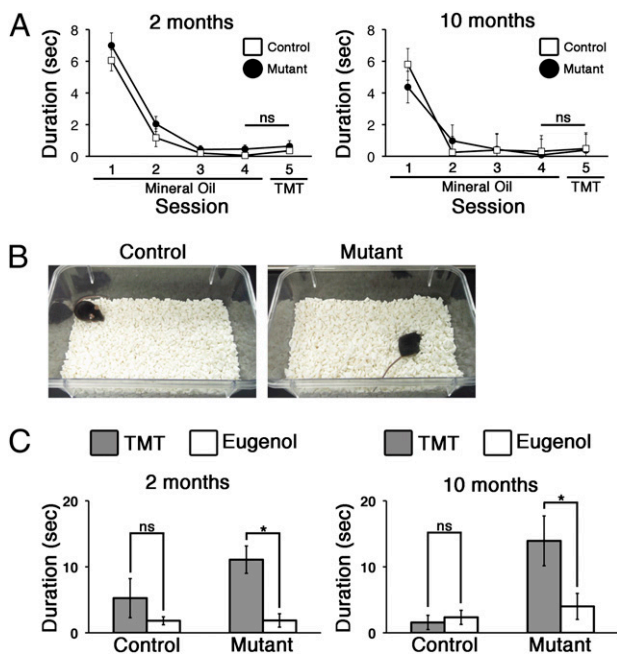 A
2 months
10 months
Duration (sec)
8
6
4
2
0
Control
Mutant
ns
1 2 3 4 5
Mineral Oil TMT
Session
Duration (sec)
8
6
4
2
0
Control
Mutant
ns
1 2 3 4 5
Mineral Oil TMT
Session
B
Control
Mutant
C
TMT Eugenol
TMT Eugenol
2 months
10 months
Duration (sec)
20
10
0
ns
*
Control Mutant
Duration (sec)
20
10
0
ns
*
Control Mutant